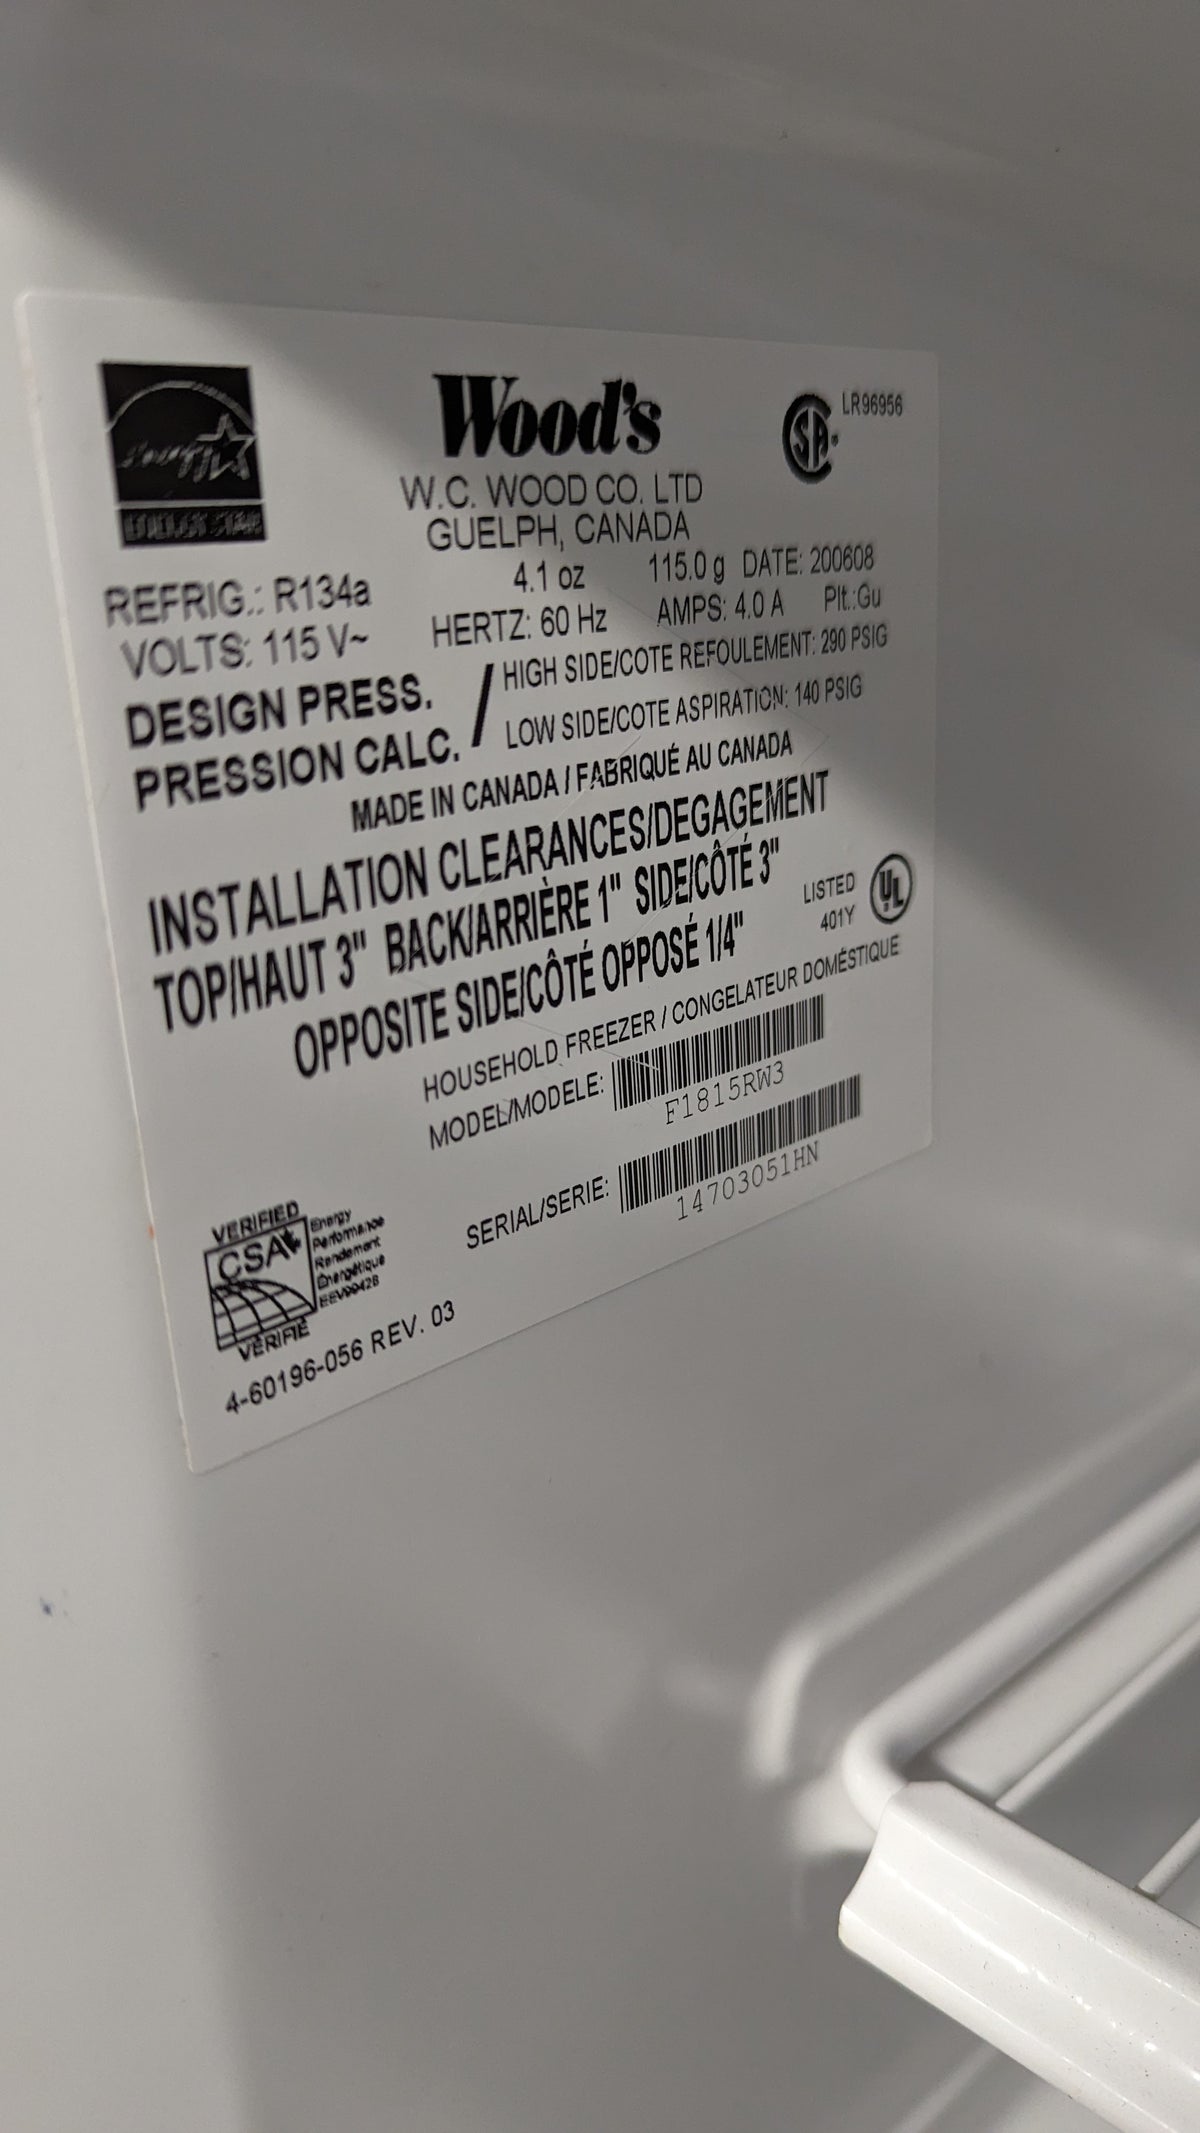 Wood's
LR96956
W.C. WOOD CO. LTD
GUELPH, CANADA
REFRIG.: R134a 4.1 oz 115.0 g DATE: 200608
VOLTS: 115 V~ HERTZ: 60 Hz AMPS: 4.0 A Plt.:Gu
DESIGN PRESS. / HIGH SIDE/COTE REFOULEMENT: 290 PSIG
PRESSION CALC. LOW SIDE/COTE ASPIRATION: 140 PSIG
MADE IN CANADA / FABRIQUÉ AU CANADA
INSTALLATION CLEARANCES/DEGAGEMENT
TOP/HAUT 3" BACK/ARRIÈRE 1" SIDE/CÔTÉ 3"
OPPOSITE SIDE/CÔTÉ OPPOSÉ 1/4"
LISTED
401Y
UL
HOUSEHOLD FREEZER / CONGELATEUR DOMÉSTIQUE
MODEL/MODELE:
F1815RW3
SERIAL/SERIE:
14703051HN
VERIFIED
CSA
Energy
Performance
Rendement
Énergétique
VÉRIFIÉ
4-60196-056 REV. 03